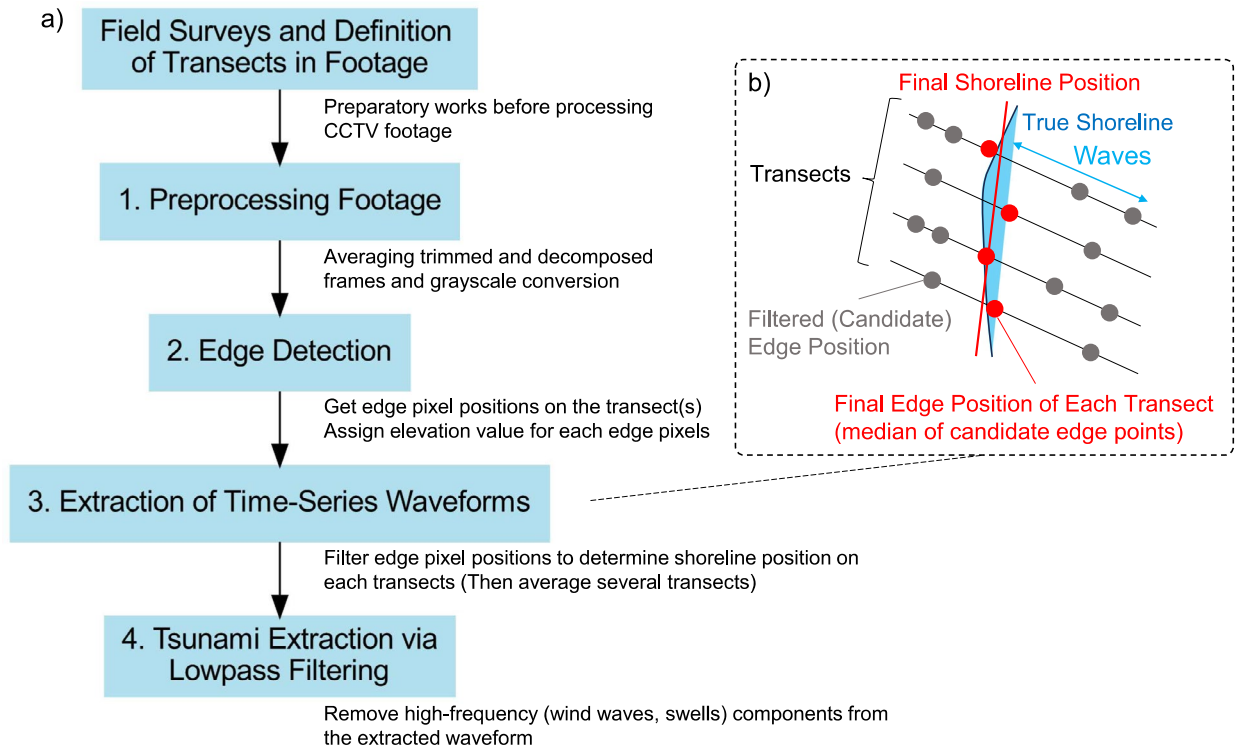 a)
Field Surveys and Definition
of Transects in Footage
Preparatory works before processing
CCTV footage
1. Preprocessing Footage
Averaging trimmed and decomposed
frames and grayscale conversion
2. Edge Detection
Get edge pixel positions on the transect(s)
Assign elevation value for each edge pixels
3. Extraction of Time-Series Waveforms
Filter edge pixel positions to determine shoreline position on
each transects (Then average several transects)
4. Tsunami Extraction via
Lowpass Filtering
Remove high-frequency (wind waves, swells) components from
the extracted waveform
b)
Final Shoreline Position
True Shoreline
Waves
Transects
Filtered (Candidate)
Edge Position
Final Edge Position of Each Transect
(median of candidate edge points)